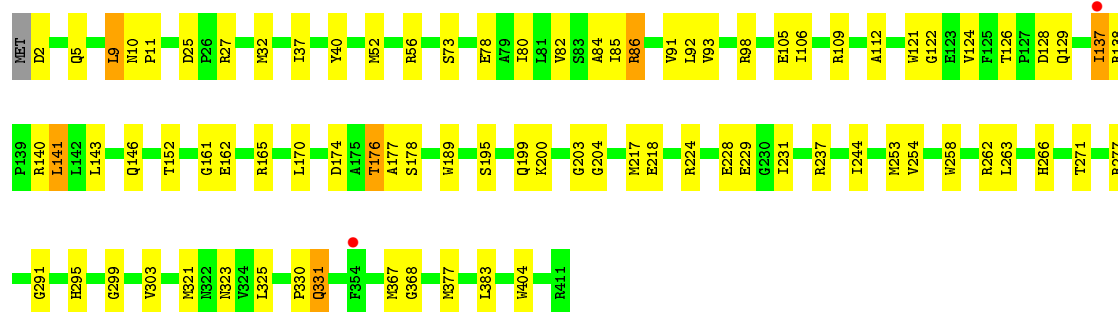 MET D2 Q5 L9 N10 P11 D25 P26 R27 M32 I37 Y40 M52 R56 S73 E78 A79 I80 L81 V82 S83 A84 I85 R86 V91 L92 V93 R98 E105 I106 R109 A112 W121 G122 E123 V124 F125 T126 P127 D128 Q129 I137 R138
P139 R140 L141 L142 L143 Q146 T152 G161 E162 R165 L170 D174 A175 T176 A177 S178 W189 S195 Q199 K200 G203 G204 M217 E218 R224 E228 E229 G230 I231 R237 I244 M253 V254 W258 R262 L263 H266 T271
G291 H295 G299 V303 M321 N322 N323 V324 L325 P330 Q331 F354 M367 G368 M377 L383 W404 R411